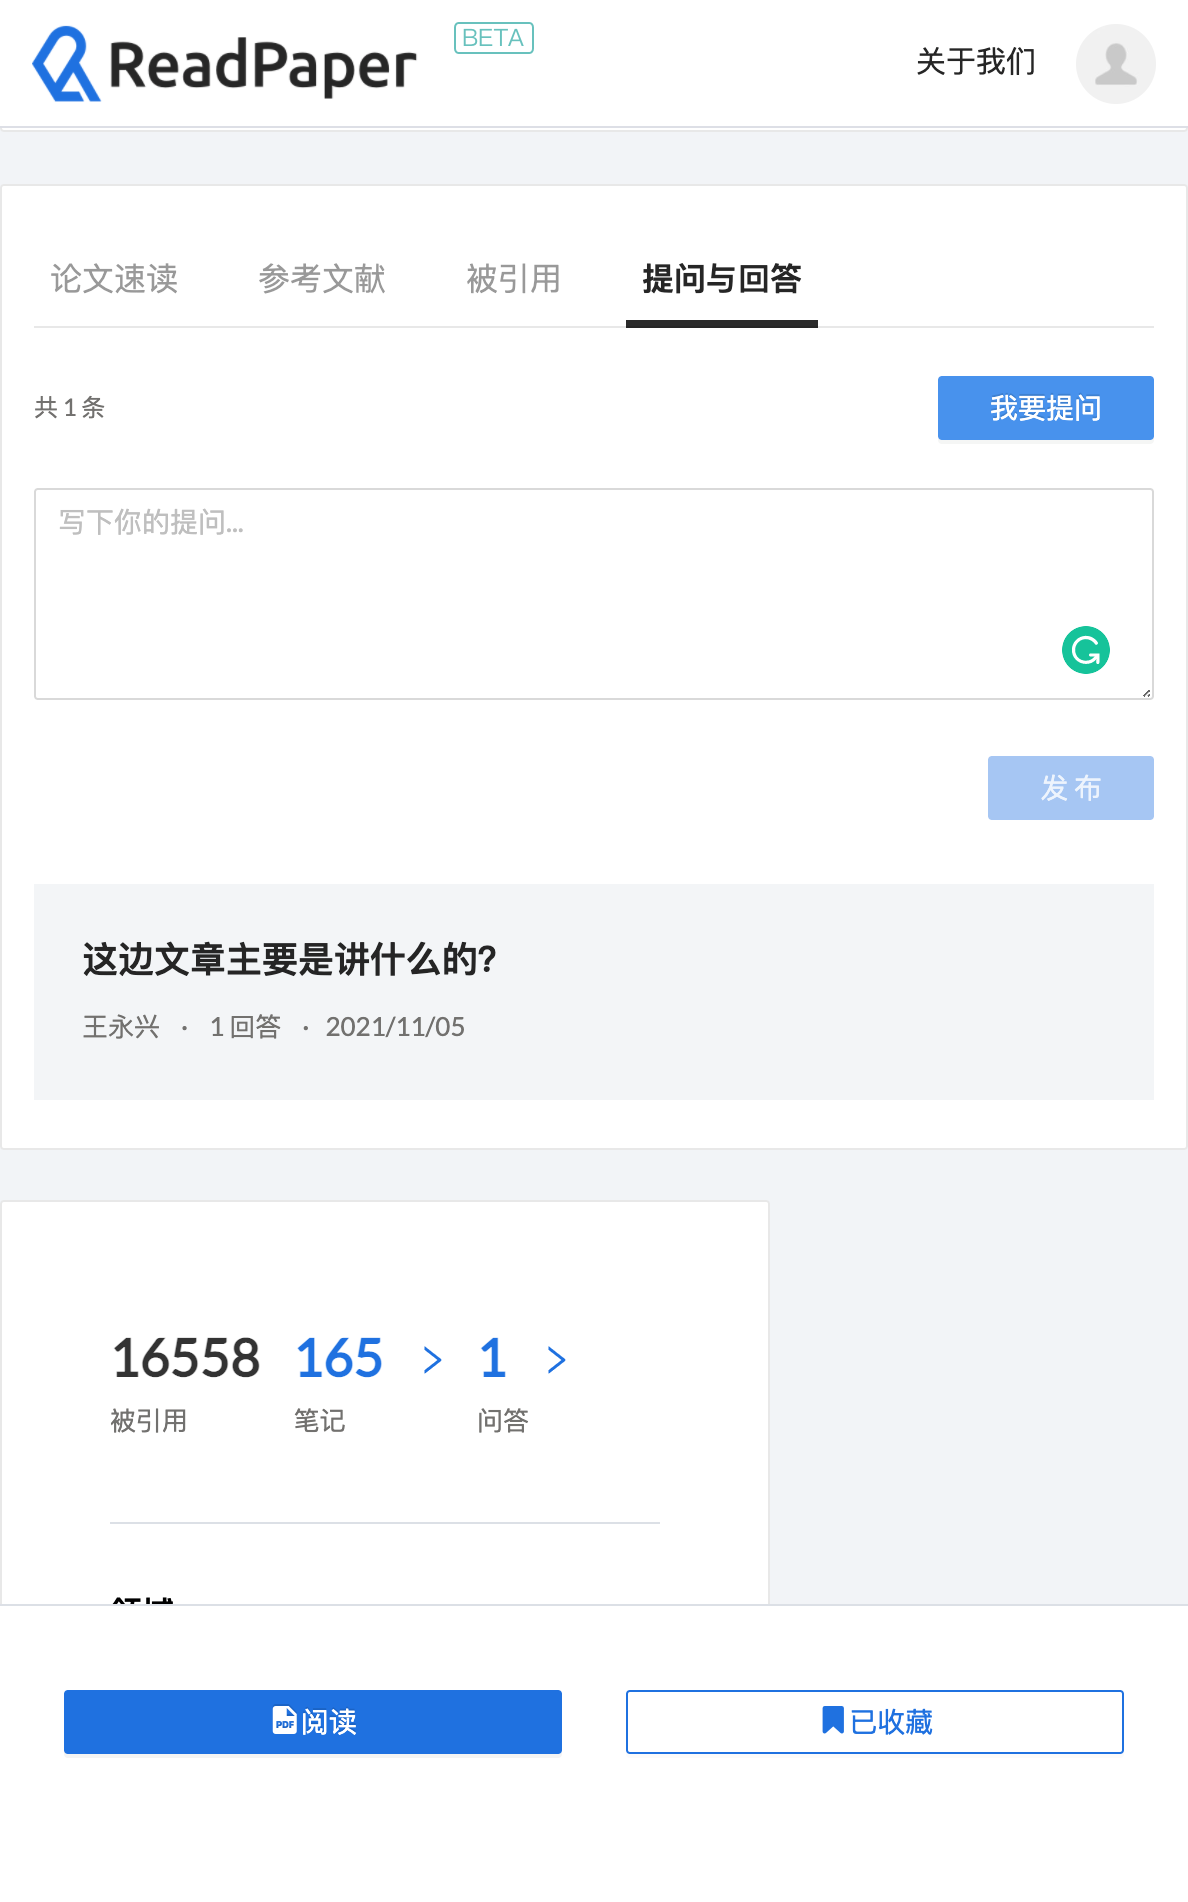 ReadPaper BETA 关于我们
论文速读 参考文献 被引用 提问与回答
共 1 条 我要提问
写下你的提问...
发 布
这边文章主要是讲什么的?
王永兴 · 1 回答 · 2021/11/05
16558 165 > 1 >
被引用 笔记 问答
领域
PDF 阅读 已收藏